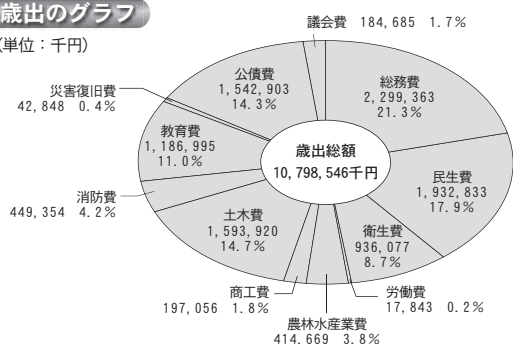 歳出のグラフ
(単位：千円)
議会費 184,685 1.7%
総務費
2,299,363
21.3%
民生費
1,932,833
17.9%
衛生費
936,077
8.7%
労働費
17,843 0.2%
農林水産業費
414,669 3.8%
商工費
197,056 1.8%
土木費
1,593,920
14.7%
消防費
449,354 4.2%
教育費
1,186,995
11.0%
災害復旧費
42,848 0.4%
公債費
1,542,903
14.3%
歳出総額
10,798,546千円